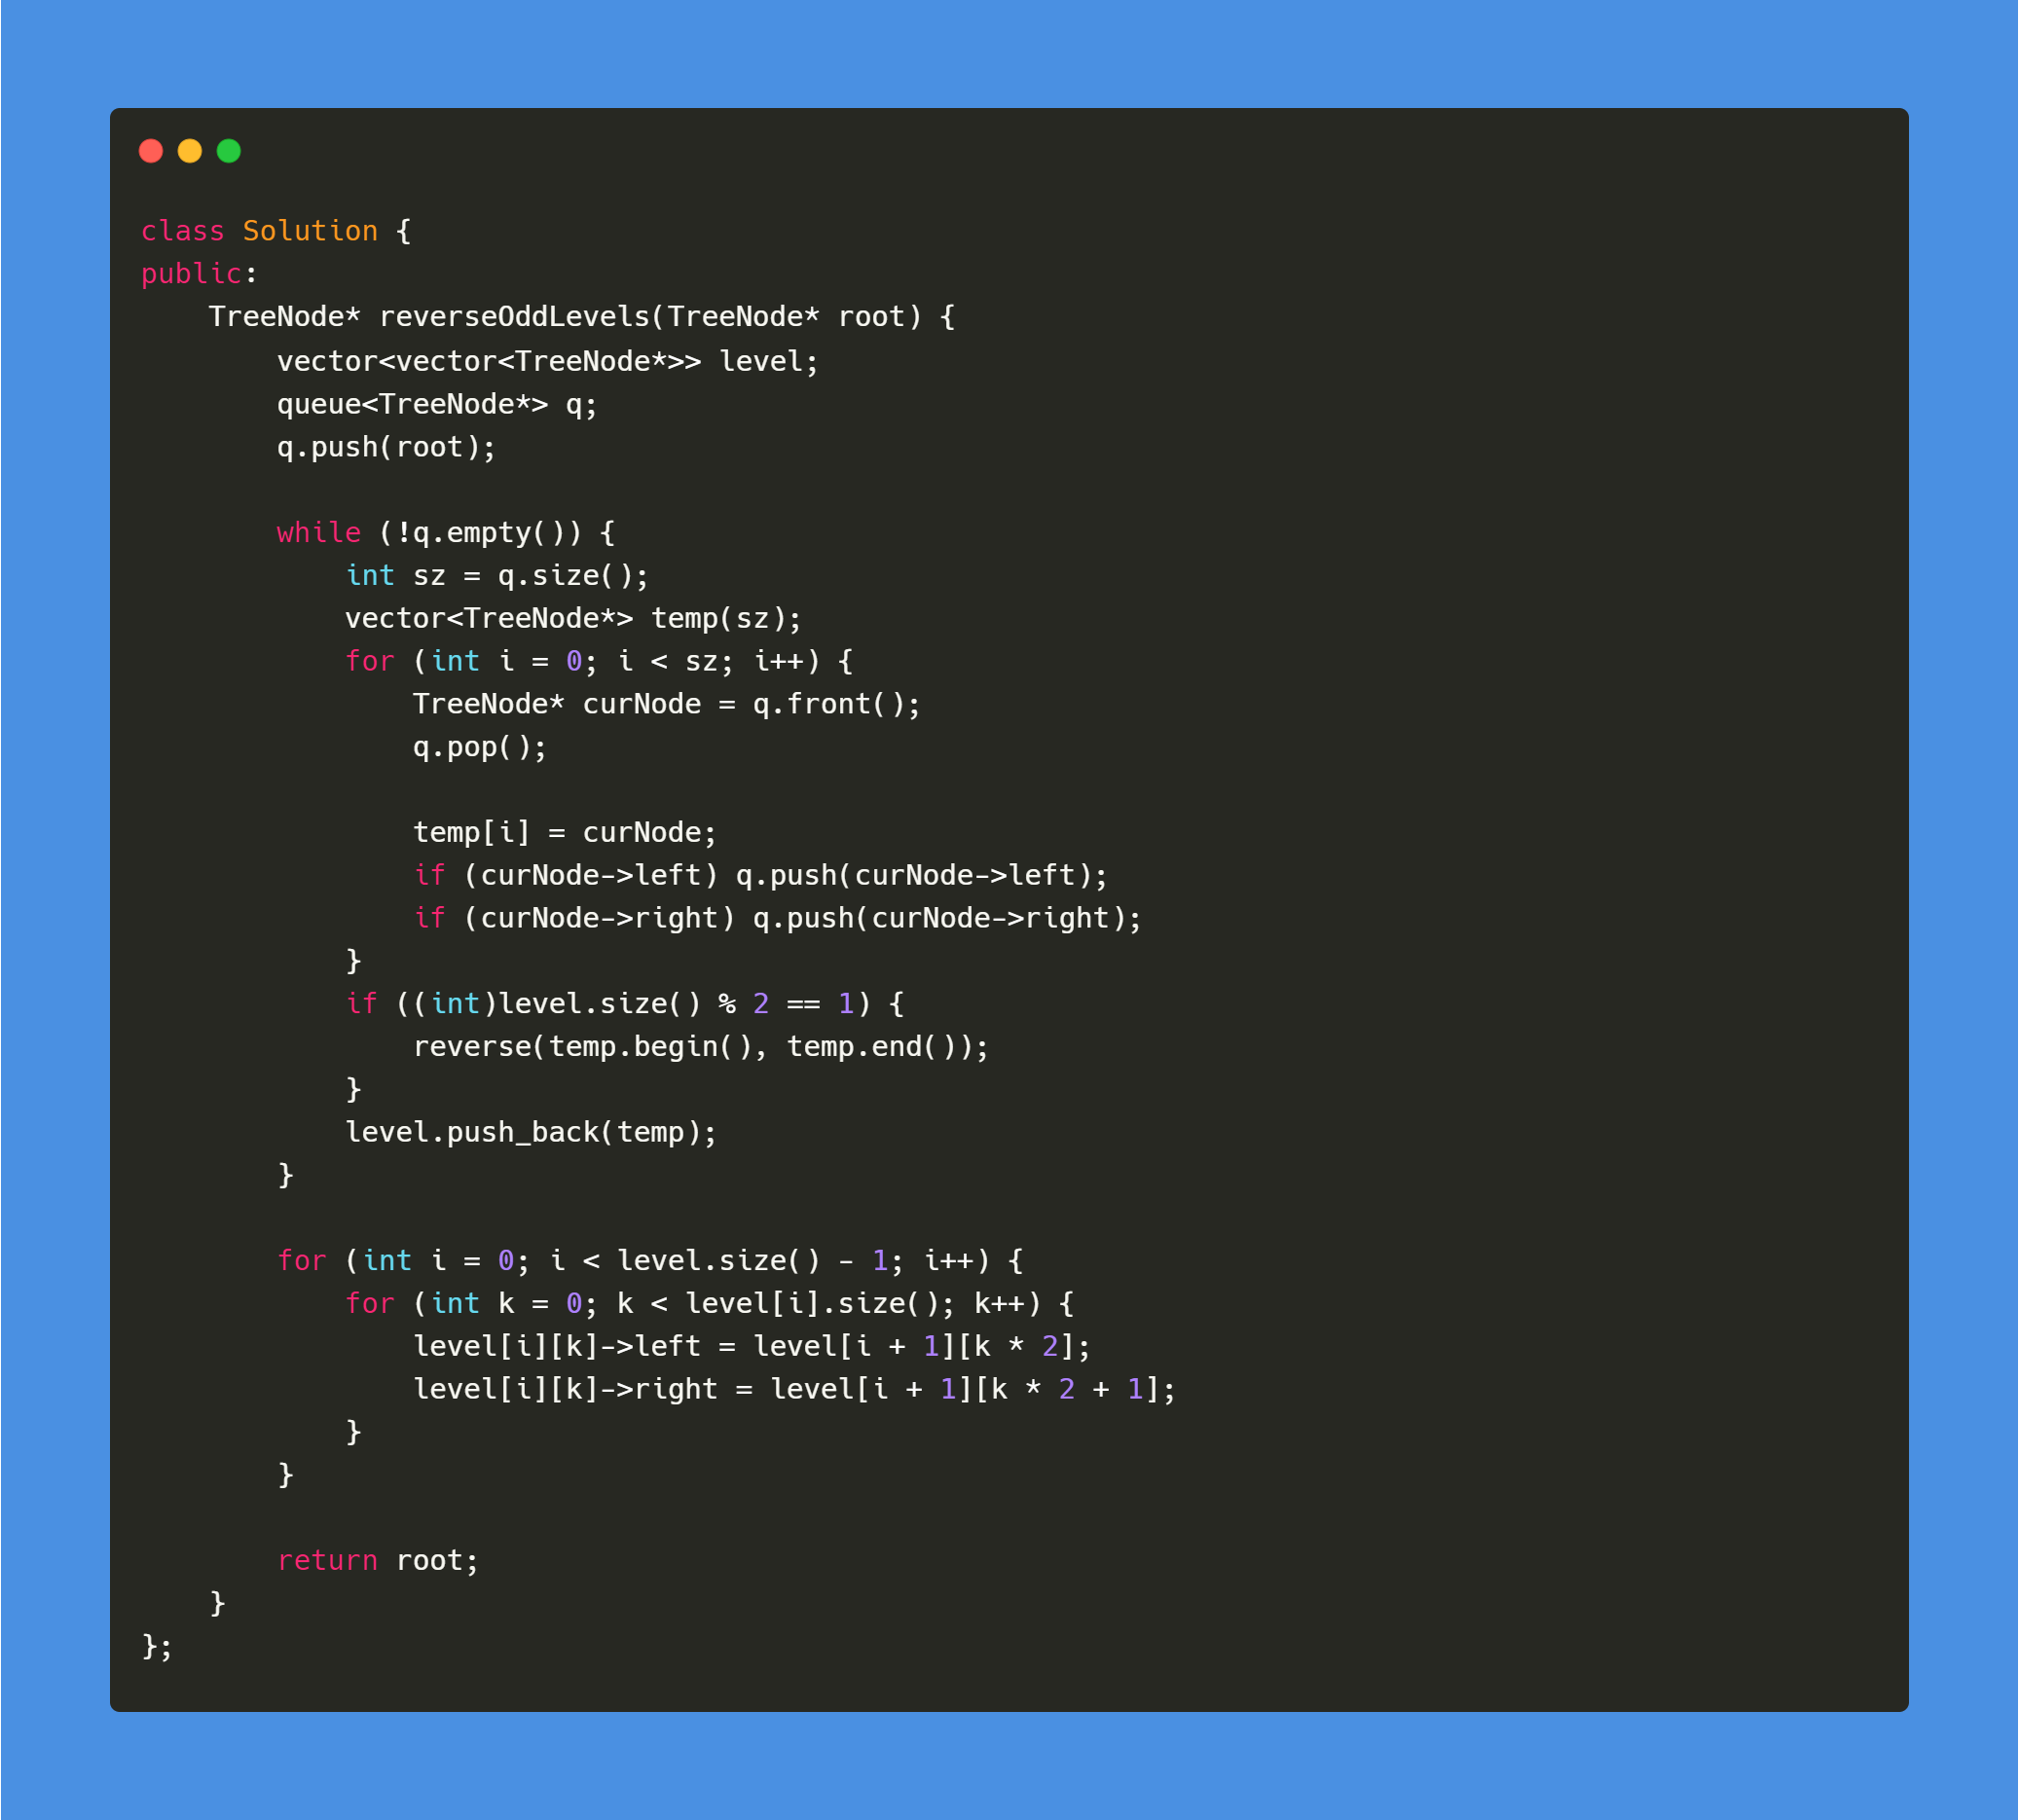 class Solution {
public:
    TreeNode* reverseOddLevels(TreeNode* root) {
        vector<vector<TreeNode*>> level;
        queue<TreeNode*> q;
        q.push(root);

        while (!q.empty()) {
            int sz = q.size();
            vector<TreeNode*> temp(sz);
            for (int i = 0; i < sz; i++) {
                TreeNode* curNode = q.front();
                q.pop();

                temp[i] = curNode;
                if (curNode->left) q.push(curNode->left);
                if (curNode->right) q.push(curNode->right);
            }
            if ((int)level.size() % 2 == 1) {
                reverse(temp.begin(), temp.end());
            }
            level.push_back(temp);
        }

        for (int i = 0; i < level.size() - 1; i++) {
            for (int k = 0; k < level[i].size(); k++) {
                level[i][k]->left = level[i + 1][k * 2];
                level[i][k]->right = level[i + 1][k * 2 + 1];
            }
        }

        return root;
    }
};